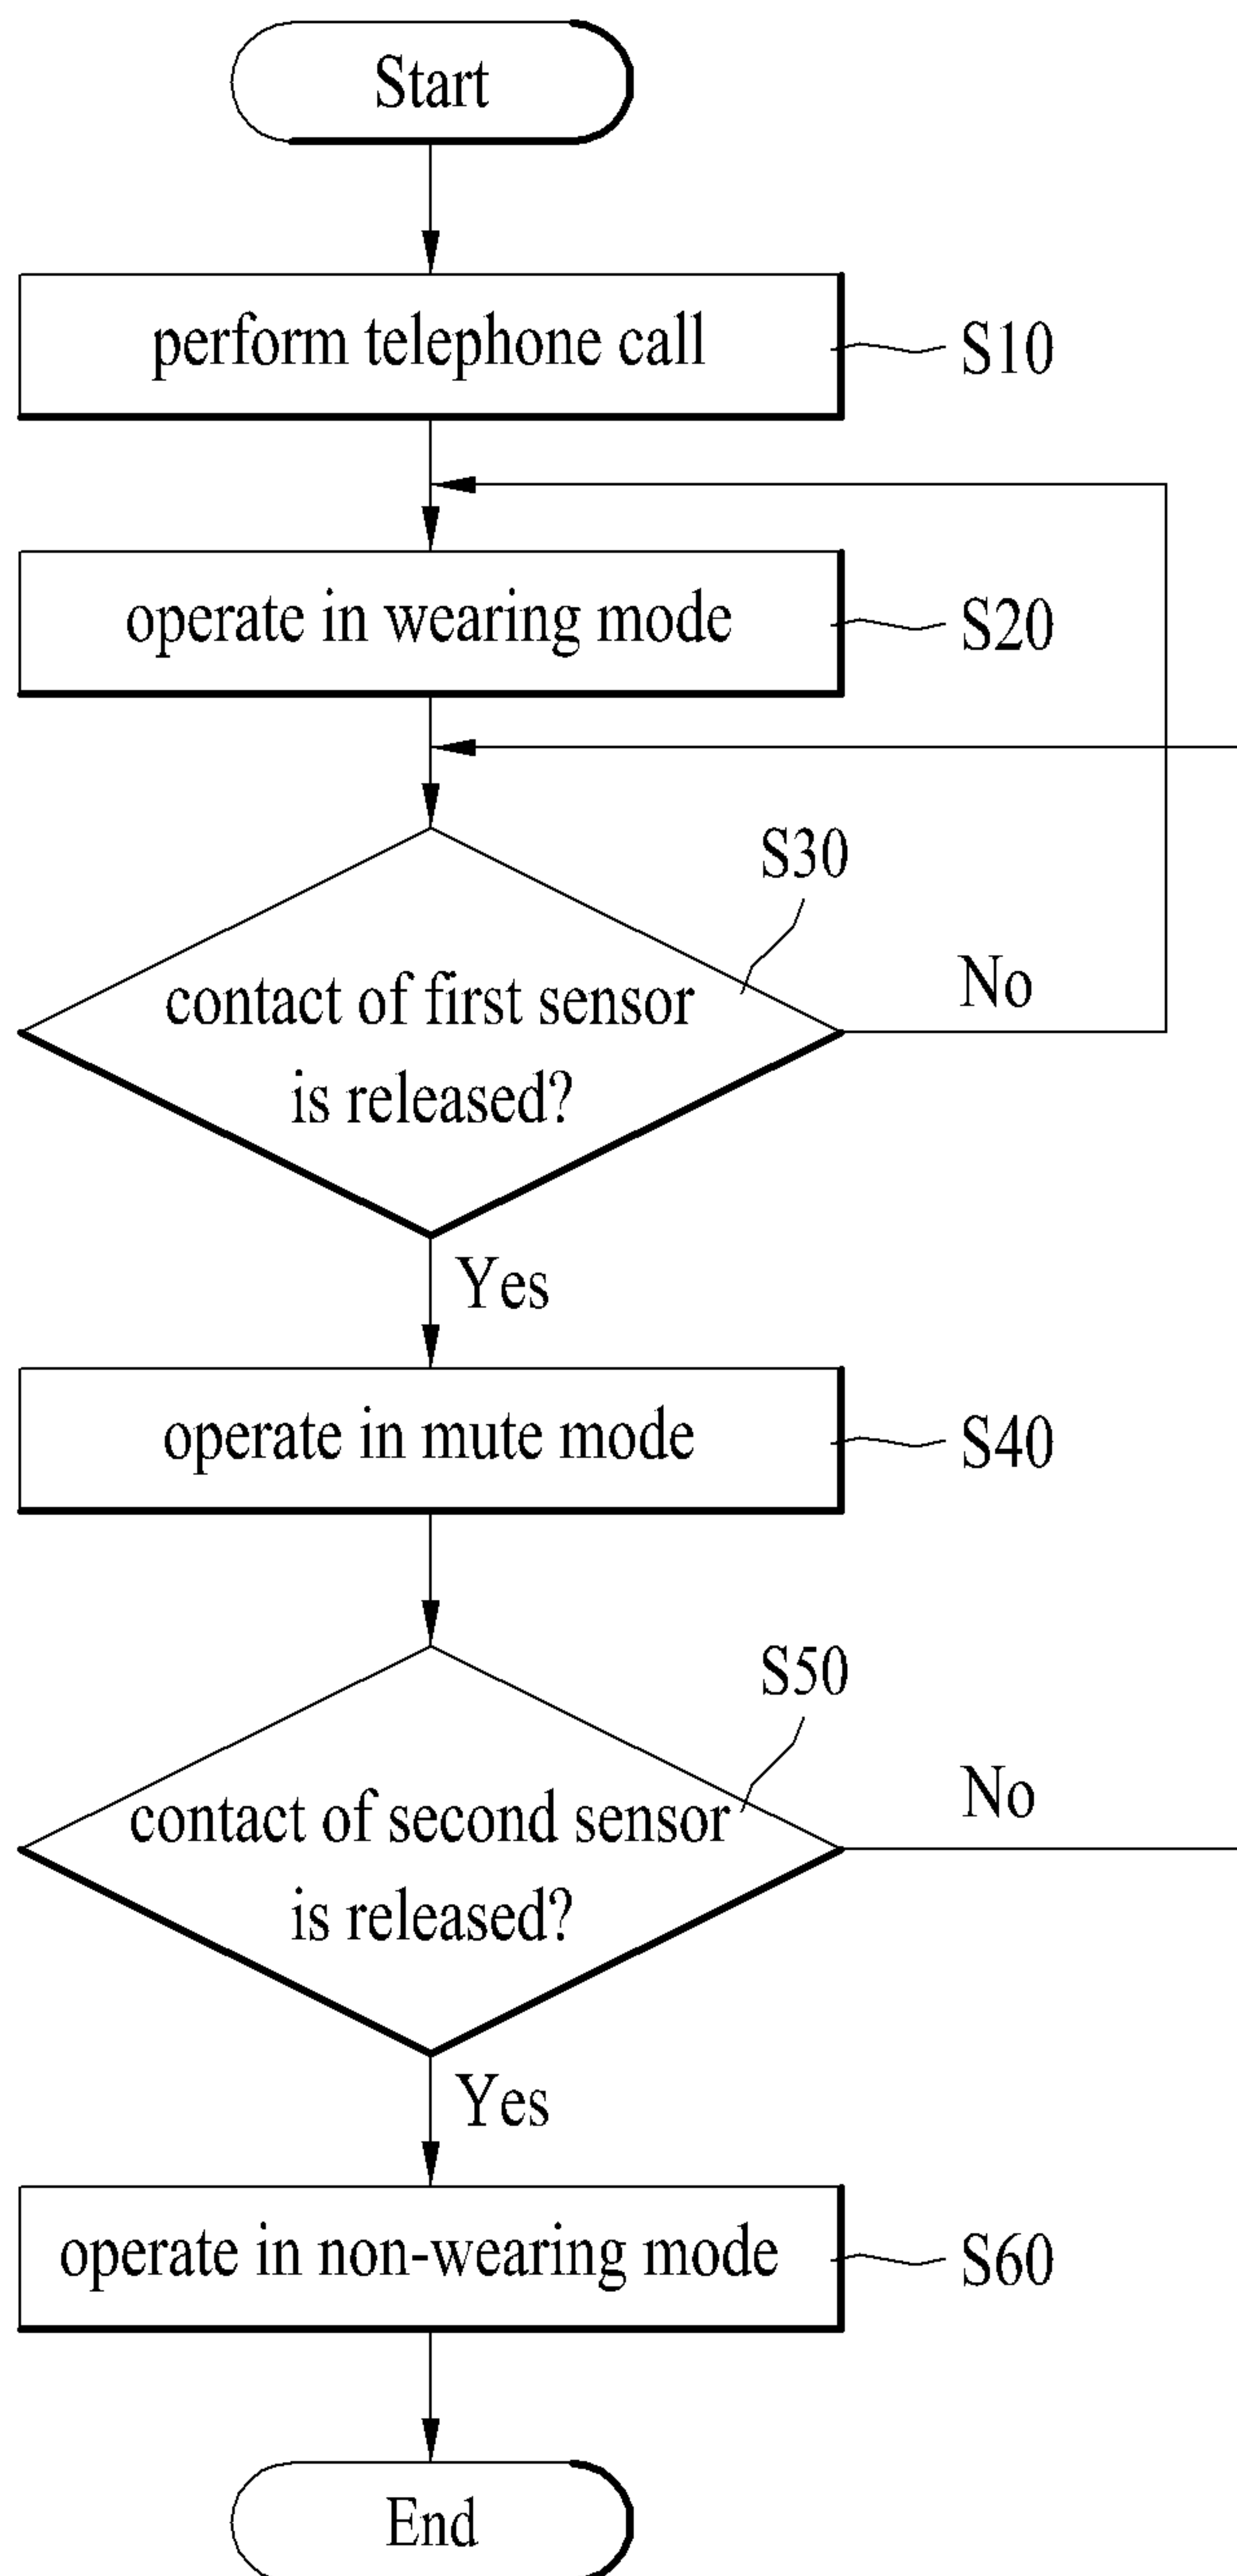 Start
perform telephone call
S10
operate in wearing mode
S20
S30
contact of first sensor
is released?
No
Yes
operate in mute mode
S40
S50
contact of second sensor
is released?
No
Yes
operate in non-wearing mode
S60
End